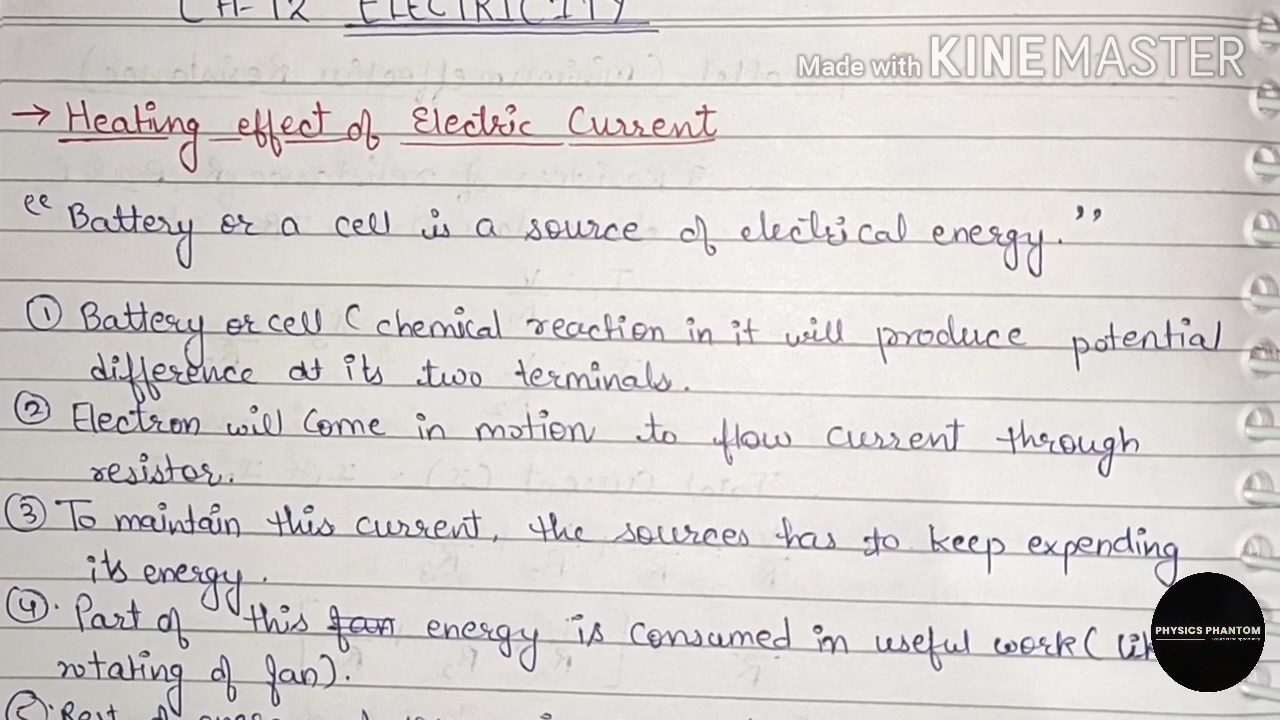 CH-12 ELECTRICITY
Made with KINEMASTER
→ Heating effect of Electric Current
"Battery or a cell is a source of electrical energy."
① Battery or cell ( chemical reaction in it will produce potential
difference at its two terminals.
② Electron will come in motion to flow current through
resistor.
③ To maintain this current, the sources has to keep expending
its energy.
④. Part of this fan energy is consumed in useful work (
rotating of fan).
PHYSICS PHANTOM